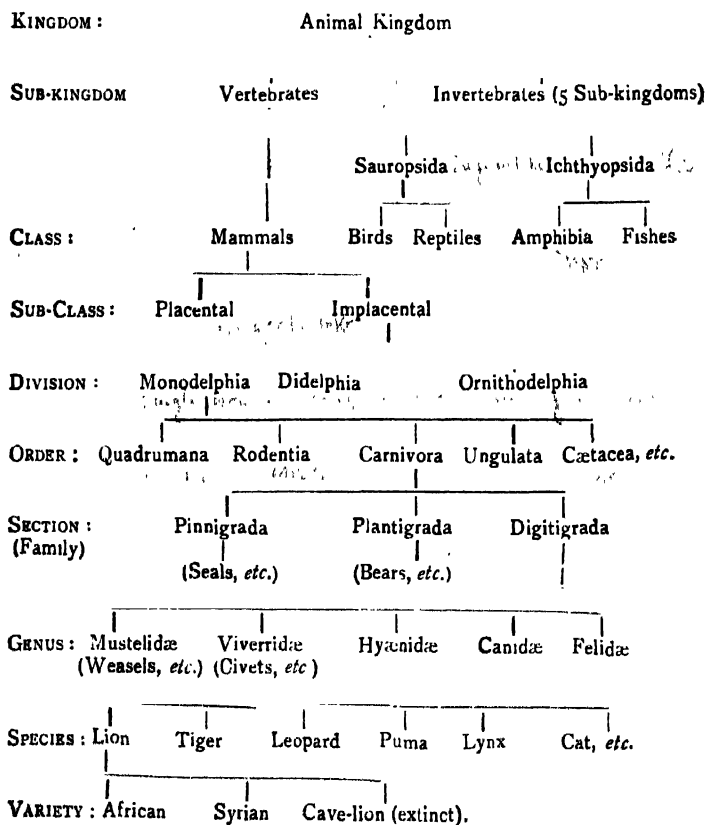 KINGDOM: Animal Kingdom
SUB-KINGDOM Vertebrates Invertebrates (5 Sub-kingdoms)
Sauropsida Ichthyopsida
CLASS: Mammals Birds Reptiles Amphibia Fishes
SUB-CLASS: Placental Implacental
DIVISION: Monodelphia Didelphia Ornithodelphia
ORDER: Quadrumana Rodentia Carnivora Ungulata Cætacea, etc.
SECTION: Pinnigrada Plantigrada Digitigrada
(Family)
(Seals, etc.) (Bears, etc.)
GENUS: Mustelidæ Viverridæ Hyænidæ Canidæ Felidæ
(Weasels, etc.) (Civets, etc )
SPECIES: Lion Tiger Leopard Puma Lynx Cat, etc.
VARIETY: African Syrian Cave-lion (extinct).